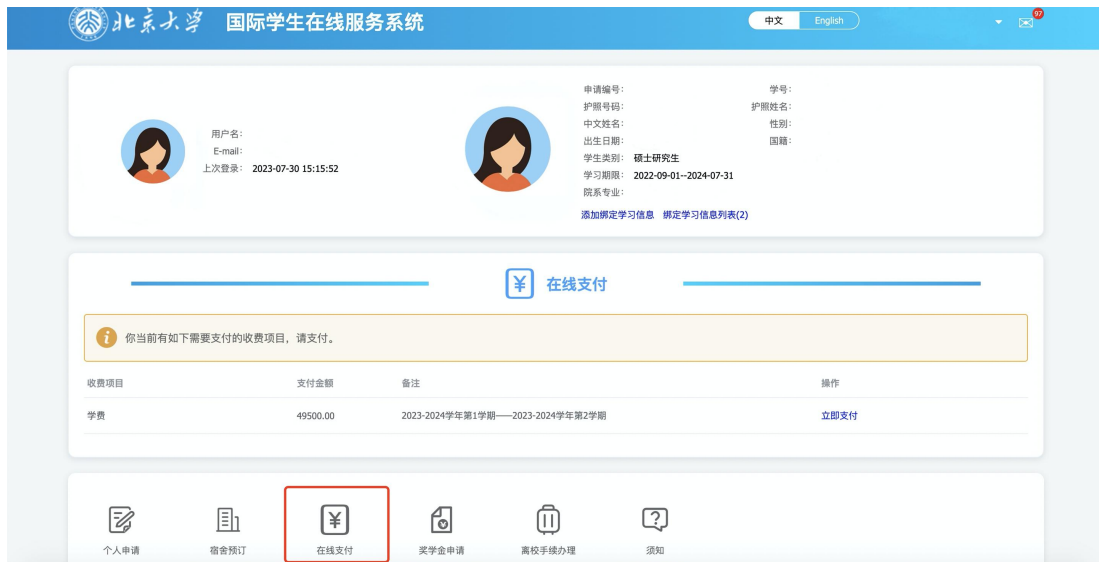 北京大学 国际学生在线服务系统 中文 English 97
申请编号： 学号：
护照号码： 护照姓名：
用户名： 中文姓名： 性别：
E-mail： 出生日期： 国籍：
上次登录： 2023-07-30 15:15:52 学生类别： 硕士研究生
学习期限： 2022-09-01--2024-07-31
院系专业：
添加绑定学习信息 绑定学习信息列表(2)
¥ 在线支付
i 你当前有如下需要支付的收费项目，请支付。
收费项目 支付金额 备注 操作
学费 49500.00 2023-2024学年第1学期——2023-2024学年第2学期 立即支付
个人申请 宿舍预订 在线支付 奖学金申请 离校手续办理 须知